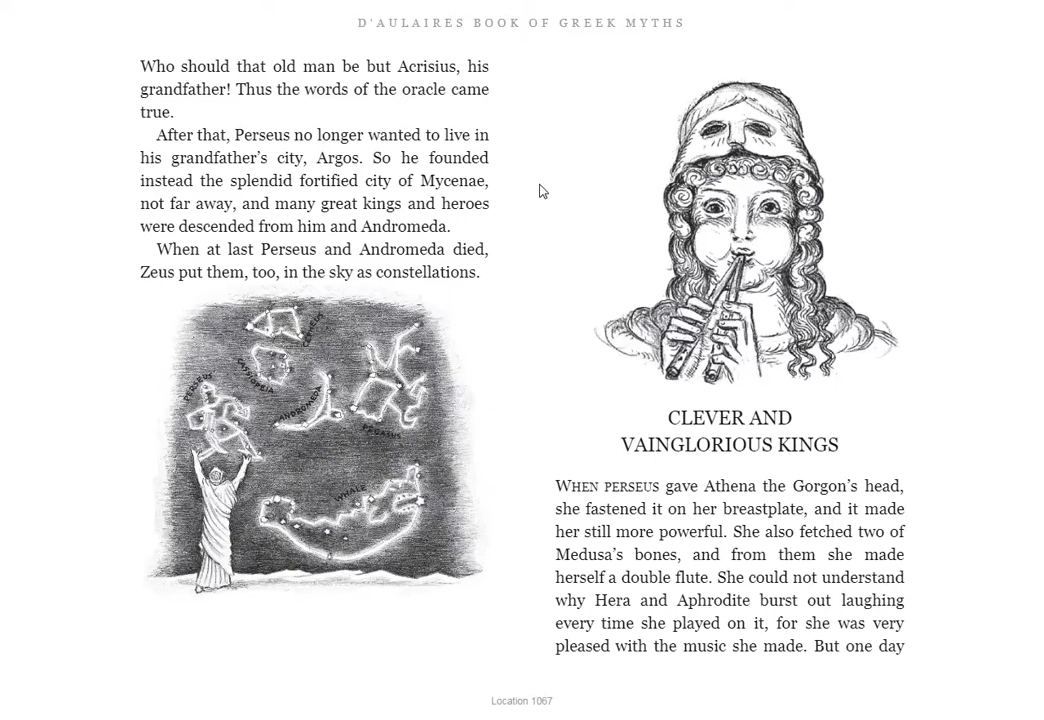 D'AULAIRES BOOK OF GREEK MYTHS
Who should that old man be but Acrisius, his
grandfather! Thus the words of the oracle came
true.
After that, Perseus no longer wanted to live in
his grandfather's city, Argos. So he founded
instead the splendid fortified city of Mycenae,
not far away, and many great kings and heroes
were descended from him and Andromeda.
When at last Perseus and Andromeda died,
Zeus put them, too, in the sky as constellations.
CASSIOPEIA
PERSEUS
ANDROMEDA
PEGASUS
WHALE
CLEVER AND
VAINGLORIOUS KINGS
WHEN PERSEUS gave Athena the Gorgon's head,
she fastened it on her breastplate, and it made
her still more powerful. She also fetched two of
Medusa's bones, and from them she made
herself a double flute. She could not understand
why Hera and Aphrodite burst out laughing
every time she played on it, for she was very
pleased with the music she made. But one day
Location 1067